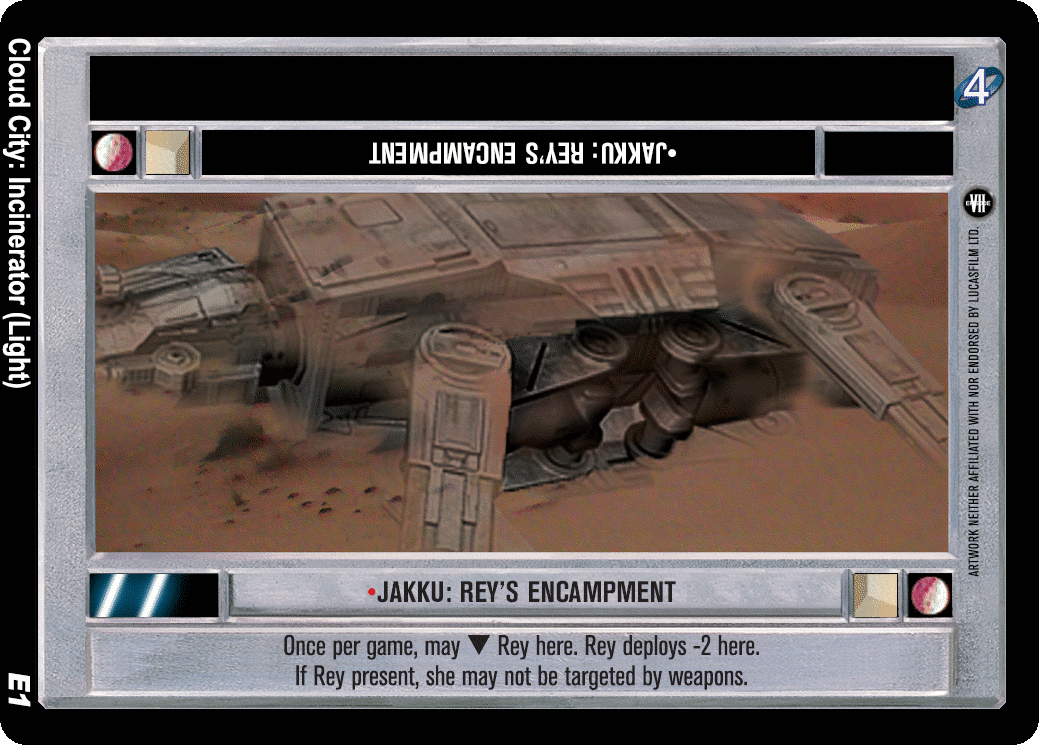 Cloud City: Incinerator (Light)
E1
4
•JAKKU: REY'S ENCAMPMENT
EPISODE
VII
ARTWORK NEITHER AFFILIATED WITH NOR ENDORSED BY LUCASFILM LTD.
•JAKKU: REY'S ENCAMPMENT
Once per game, may ▼ Rey here. Rey deploys -2 here.
If Rey present, she may not be targeted by weapons.